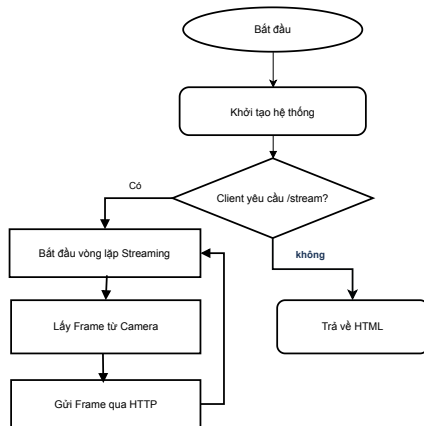 Bắt đầu
Khởi tạo hệ thống
Client yêu cầu /stream?
Có
không
Bắt đầu vòng lặp Streaming
Lấy Frame từ Camera
Trả về HTML
Gửi Frame qua HTTP